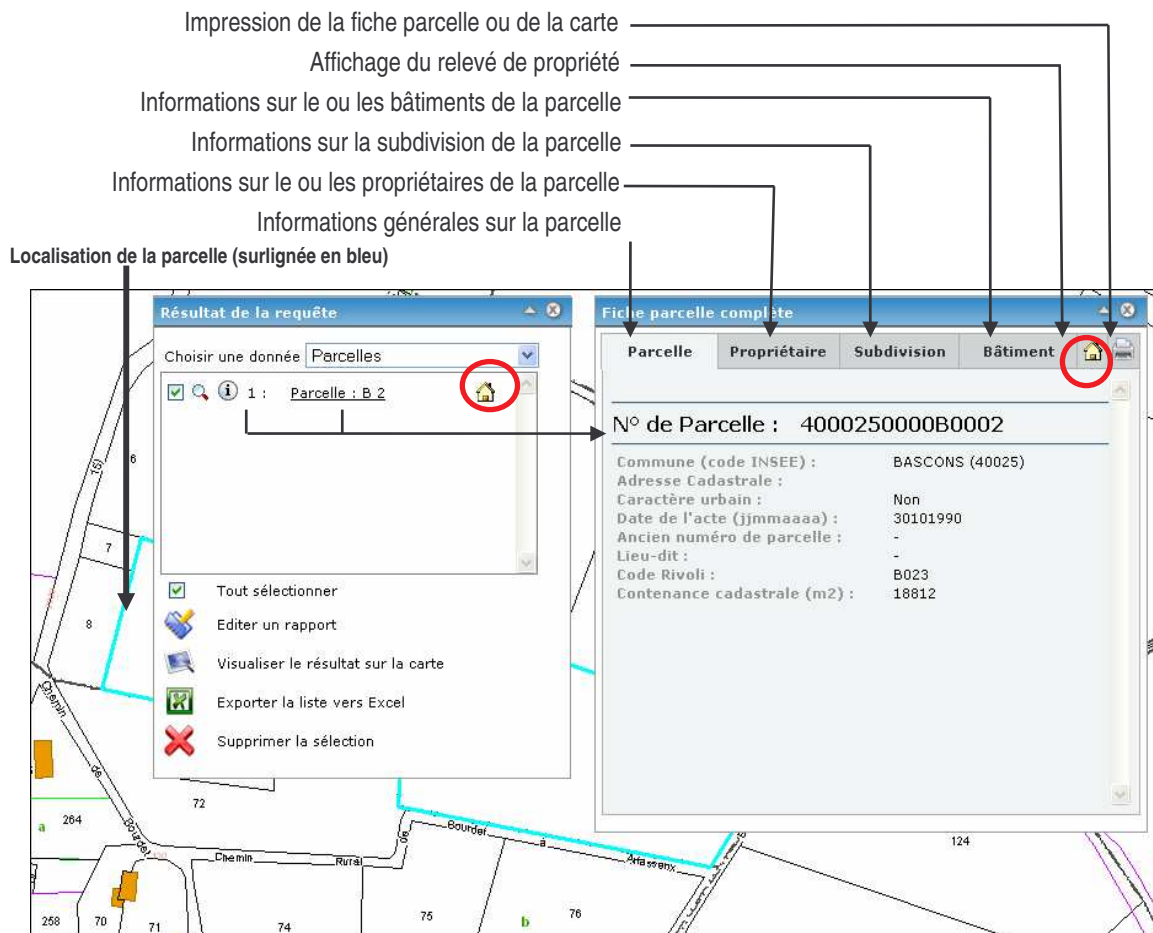 Impression de la fiche parcelle ou de la carte
Affichage du relevé de propriété
Informations sur le ou les bâtiments de la parcelle
Informations sur la subdivision de la parcelle
Informations sur le ou les propriétaires de la parcelle
Informations générales sur la parcelle
Localisation de la parcelle (surlignée en bleu)
Résultat de la requête
Choisir une donnée Parcelles
1 : Parcelle : B 2
Tout sélectionner
Editer un rapport
Visualiser le résultat sur la carte
Exporter la liste vers Excel
Supprimer la sélection
Fiche parcelle complète
Parcelle Propriétaire Subdivision Bâtiment
N° de Parcelle : 4000250000B0002
Commune (code INSEE) : BASCONS (40025)
Adresse Cadastrale :
Caractère urbain : Non
Date de l'acte (jjmmaaaa) : 30101990
Ancien numéro de parcelle : -
Lieu-dit : -
Code Rivoli : B023
Contenance cadastrale (m2) : 18812
15)
6
7
8
Chemin
de
Bourdet
72
264
a
Chemin Rural
de
Bourdet
a
Artassenx
124
258
70
71
74
75
b
76